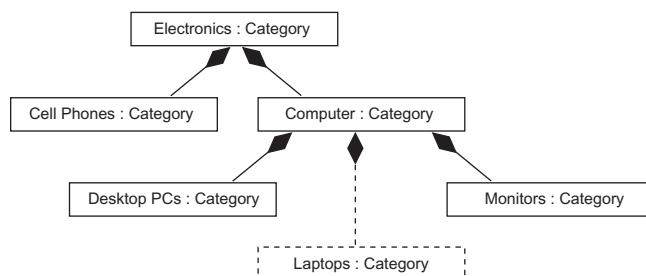 Electronics : Category
Cell Phones : Category
Computer : Category
Desktop PCs : Category
Monitors : Category
Laptops : Category